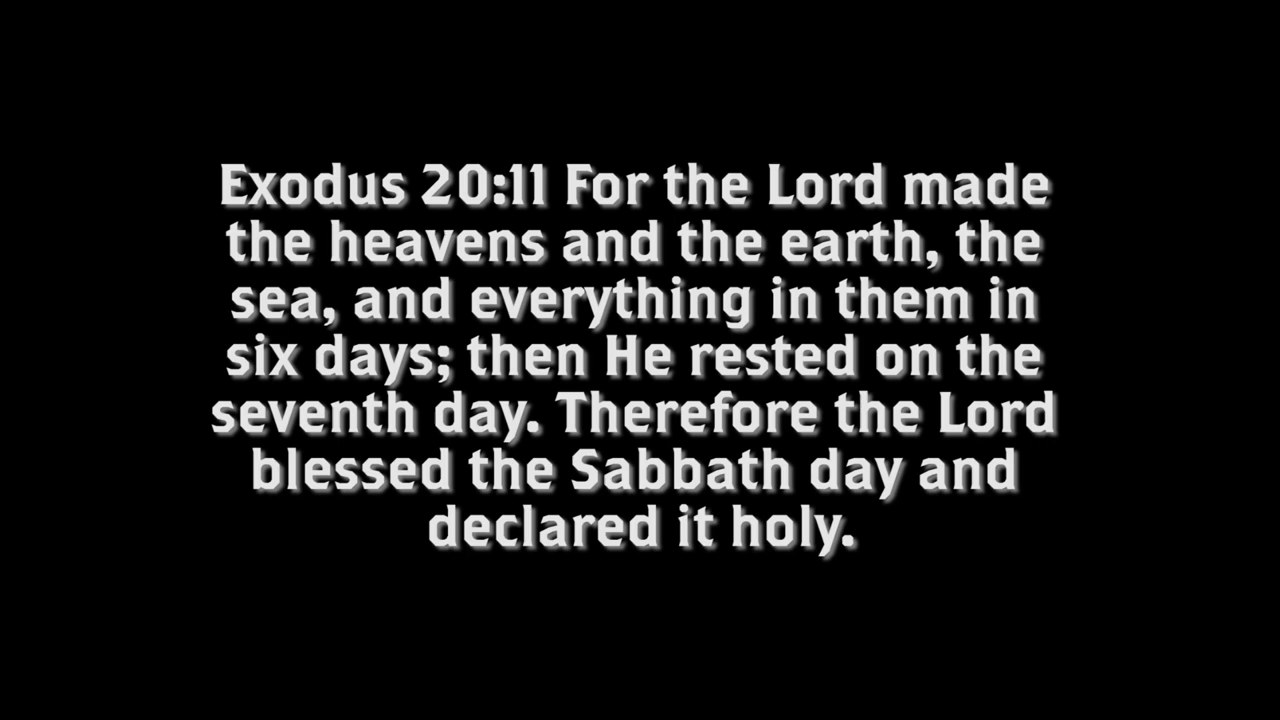 Exodus 20:11 For the Lord made
the heavens and the earth, the
sea, and everything in them in
six days; then He rested on the
seventh day. Therefore the Lord
blessed the Sabbath day and
declared it holy.